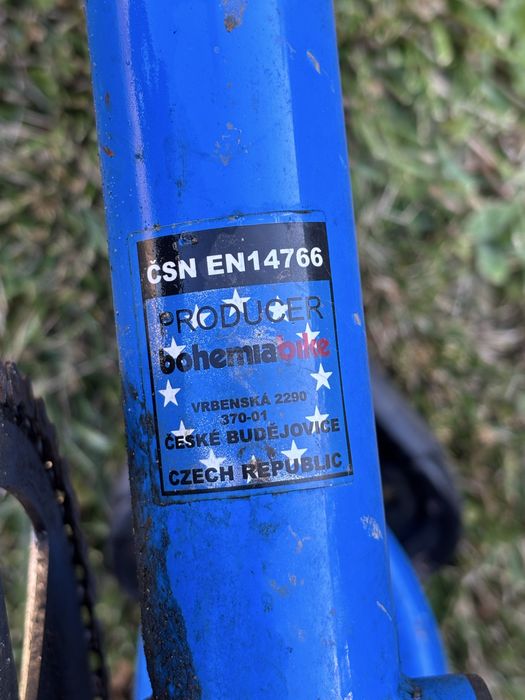 ČSN EN14766
PRODUCER
bohemiabike
VRBENSKÁ 2290
370-01
ČESKÉ BUDĚJOVICE
CZECH REPUBLIC